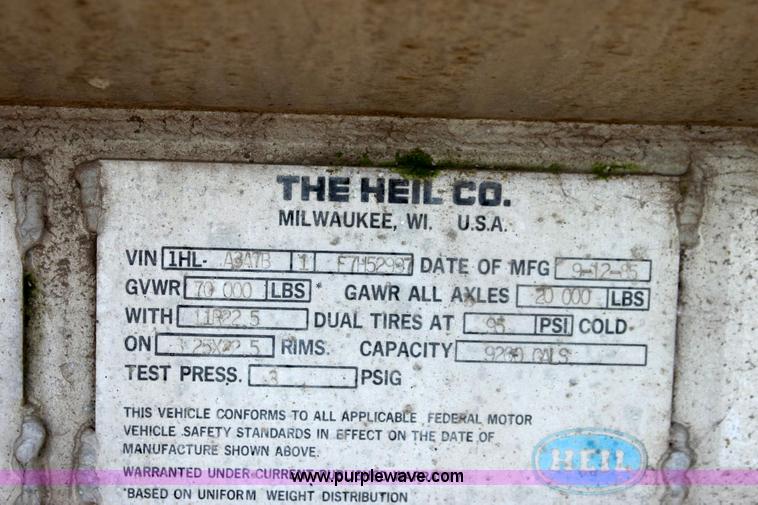 THE HEIL CO.
MILWAUKEE, WI. U.S.A.
VIN 1HL- A3A7B 1 F7H52987 DATE OF MFG 9-12-85
GVWR 70 000 LBS * GAWR ALL AXLES 20 000 LBS
WITH 11R22.5 DUAL TIRES AT 95 PSI COLD
ON 8.25X22.5 RIMS. CAPACITY 9200 GALS
TEST PRESS. 3 PSIG
THIS VEHICLE CONFORMS TO ALL APPLICABLE FEDERAL MOTOR
VEHICLE SAFETY STANDARDS IN EFFECT ON THE DATE OF
MANUFACTURE SHOWN ABOVE.
WARRANTED UNDER
*BASED ON UNIFORM WEIGHT DISTRIBUTION
HEIL
www.purplewave.com